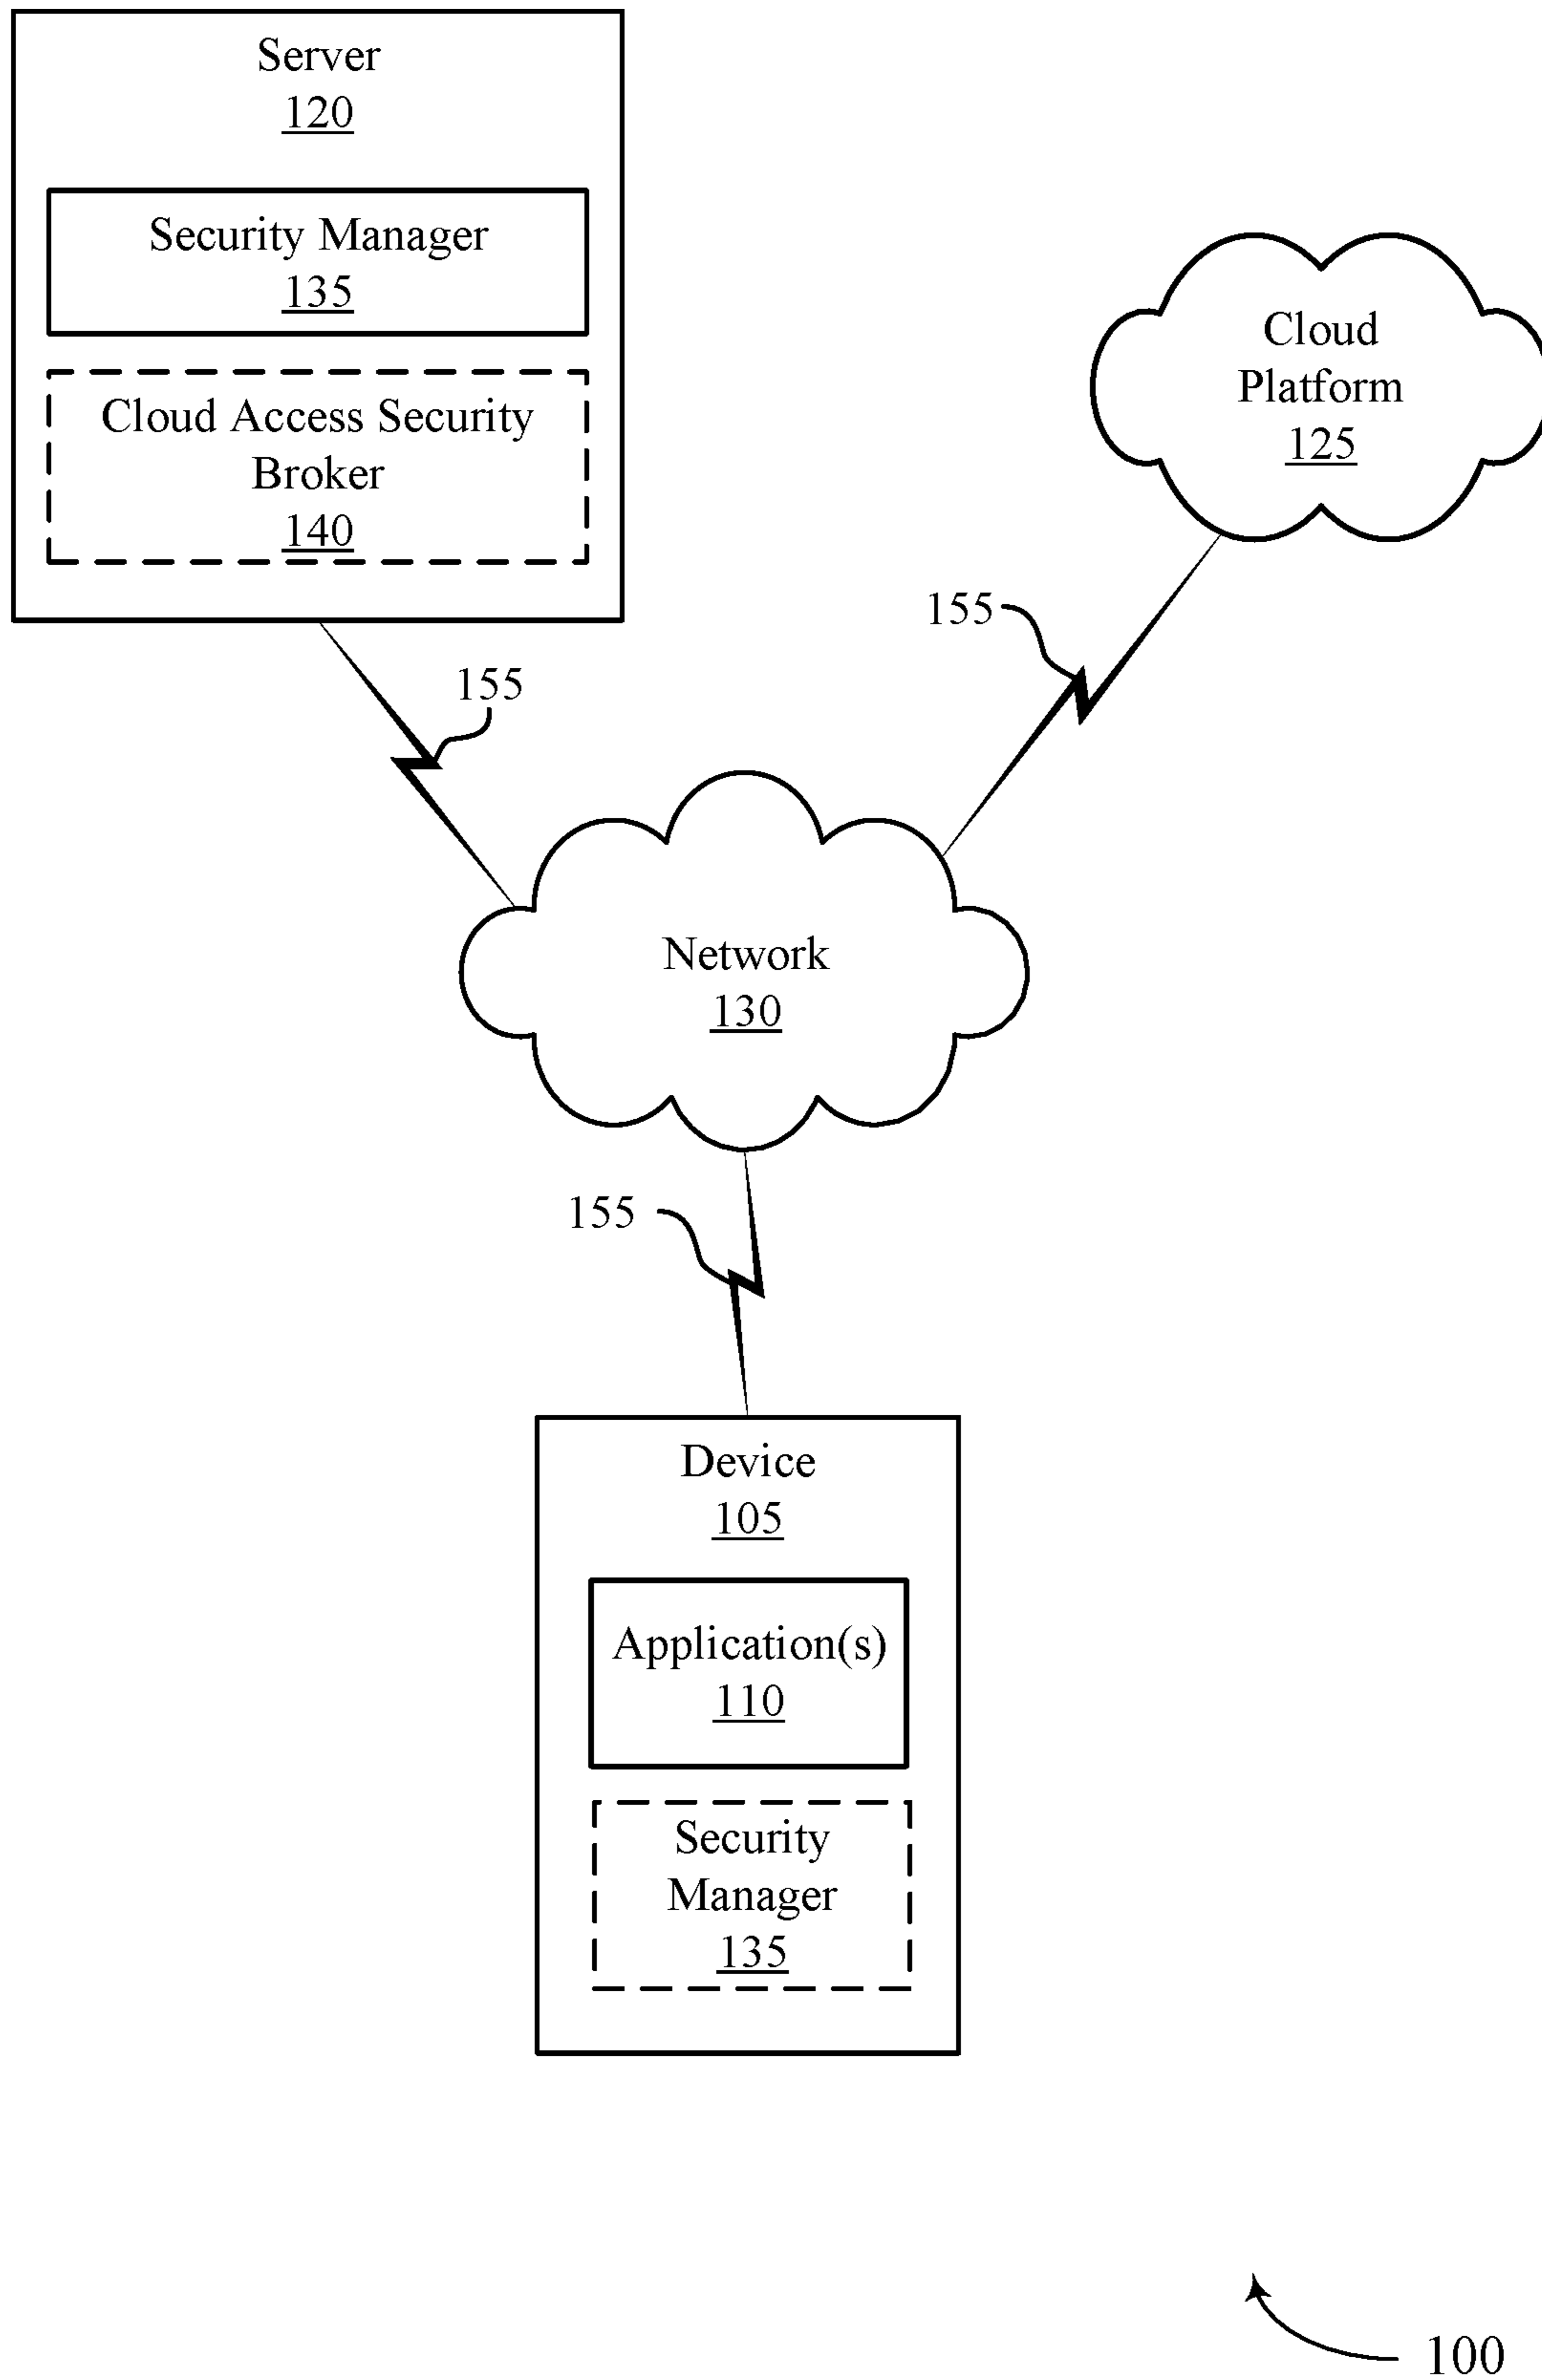 Server
120
Security Manager
135
Cloud Access Security
Broker
140
Cloud
Platform
125
155
155
Network
130
155
Device
105
Application(s)
110
Security
Manager
135
100